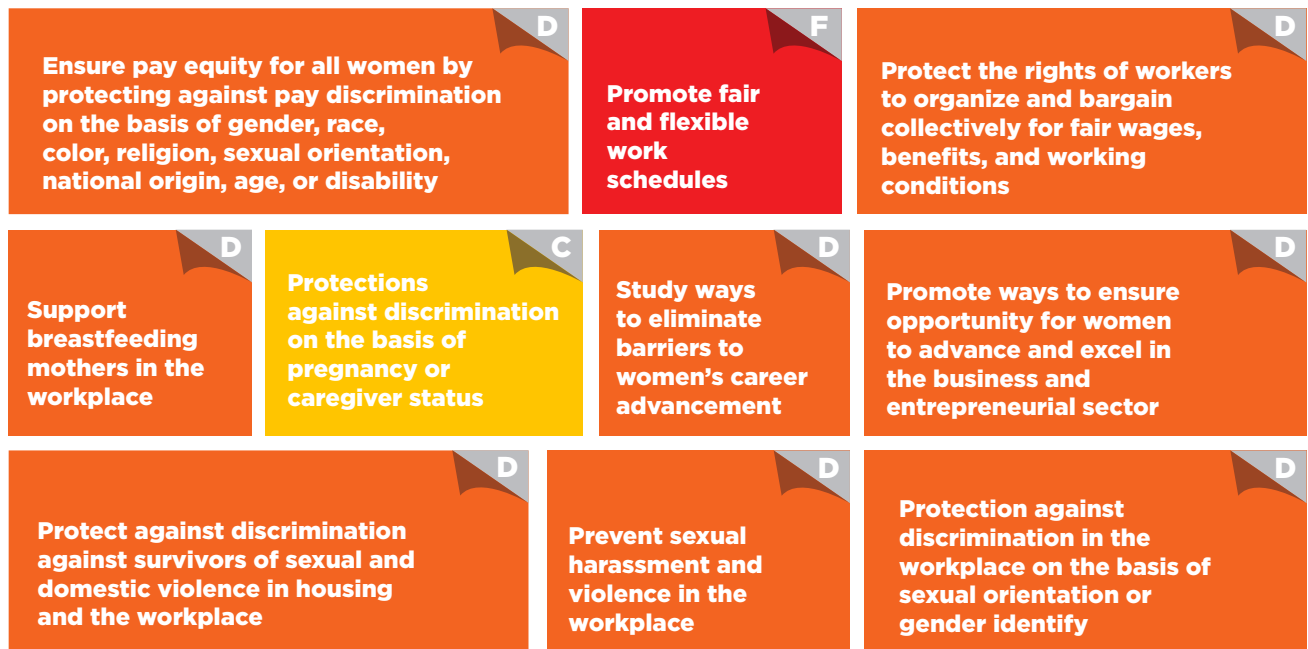 D
Ensure pay equity for all women by
protecting against pay discrimination
on the basis of gender, race,
color, religion, sexual orientation,
national origin, age, or disability
F
Promote fair
and flexible
work
schedules
D
Protect the rights of workers
to organize and bargain
collectively for fair wages,
benefits, and working
conditions
D
Support
breastfeeding
mothers in the
workplace
C
Protections
against discrimination
on the basis of
pregnancy or
caregiver status
D
Study ways
to eliminate
barriers to
women’s career
advancement
D
Promote ways to ensure
opportunity for women
to advance and excel in
the business and
entrepreneurial sector
D
Protect against discrimination
against survivors of sexual and
domestic violence in housing
and the workplace
D
Prevent sexual
harassment and
violence in the
workplace
D
Protection against
discrimination in the
workplace on the basis of
sexual orientation or
gender identify